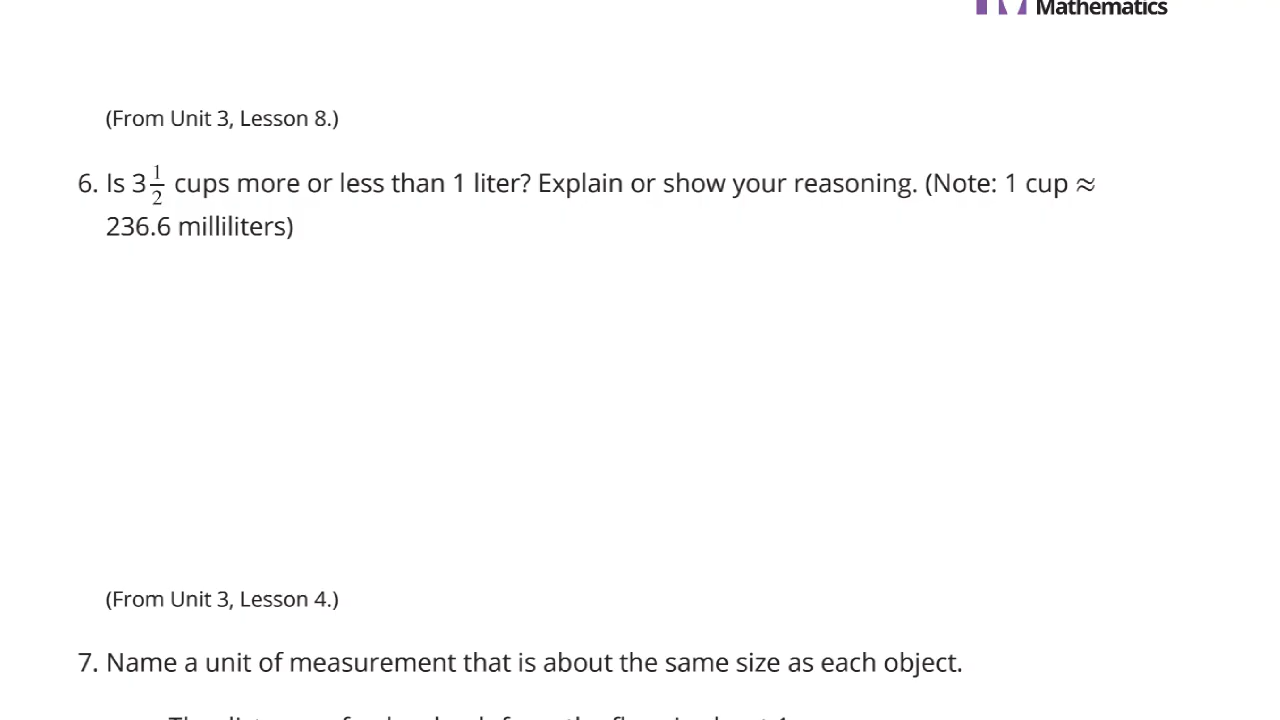 Mathematics
(From Unit 3, Lesson 8.)
6. Is 3 1/2 cups more or less than 1 liter? Explain or show your reasoning. (Note: 1 cup ≈
236.6 milliliters)
(From Unit 3, Lesson 4.)
7. Name a unit of measurement that is about the same size as each object.